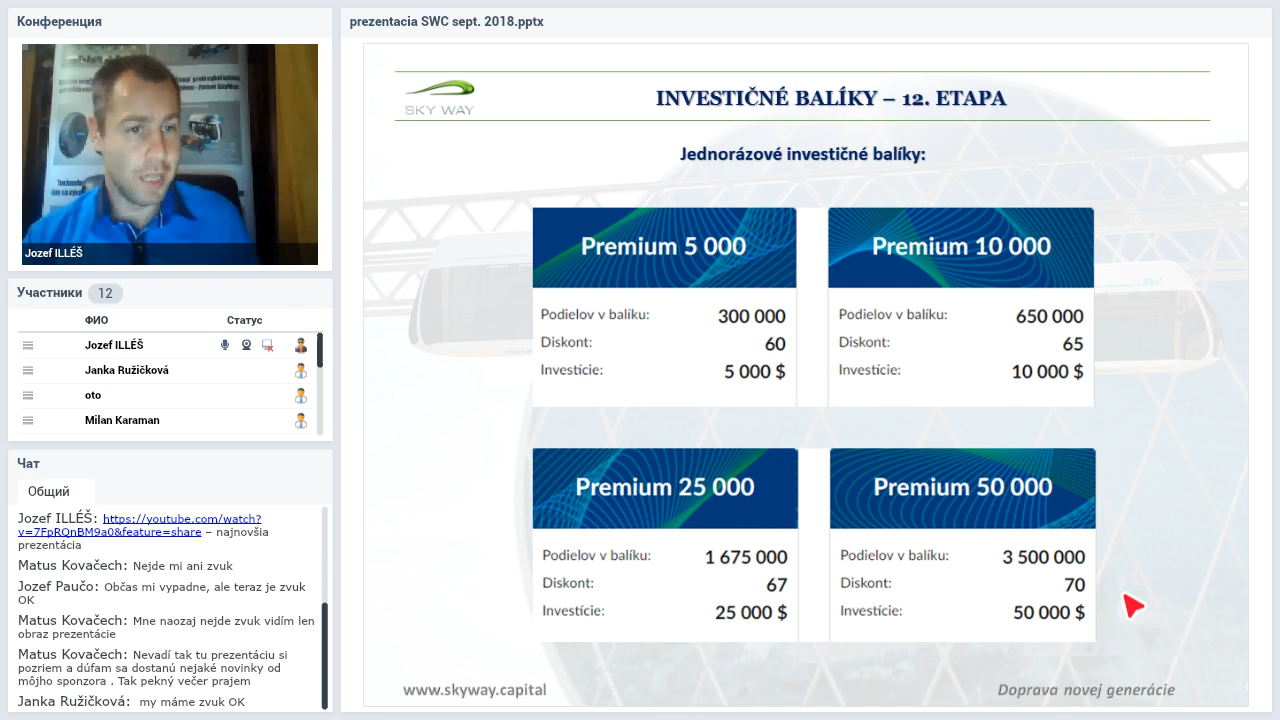 Конференция
Jozef ILLÉŠ
Участники 12
ФИО Статус
Jozef ILLÉŠ
Janka Ružičková
oto
Milan Karaman
Чат
Общий
Jozef ILLÉŠ: https://youtube.com/watch?
v=7FpRQnBM9a0&feature=share – najnovšia
prezentácia
Matus Kovačech: Nejde mi ani zvuk
Jozef Paučo: Občas mi vypadne, ale teraz je zvuk
OK
Matus Kovačech: Mne naozaj nejde zvuk vidím len
obraz prezentácie
Matus Kovačech: Nevadí tak tu prezentáciu si
pozriem a dúfam sa dostanú nejaké novinky od
môjho sponzora . Tak pekný večer prajem
Janka Ružičková: my máme zvuk OK
prezentacia SWC sept. 2018.pptx
SKY WAY
INVESTIČNÉ BALÍKY – 12. ETAPA
Jednorázové investičné balíky:
Premium 5 000
Podielov v balíku: 300 000
Diskont: 60
Investície: 5 000 $
Premium 10 000
Podielov v balíku: 650 000
Diskont: 65
Investície: 10 000 $
Premium 25 000
Podielov v balíku: 1 675 000
Diskont: 67
Investície: 25 000 $
Premium 50 000
Podielov v balíku: 3 500 000
Diskont: 70
Investície: 50 000 $
www.skyway.capital
Doprava novej generácie